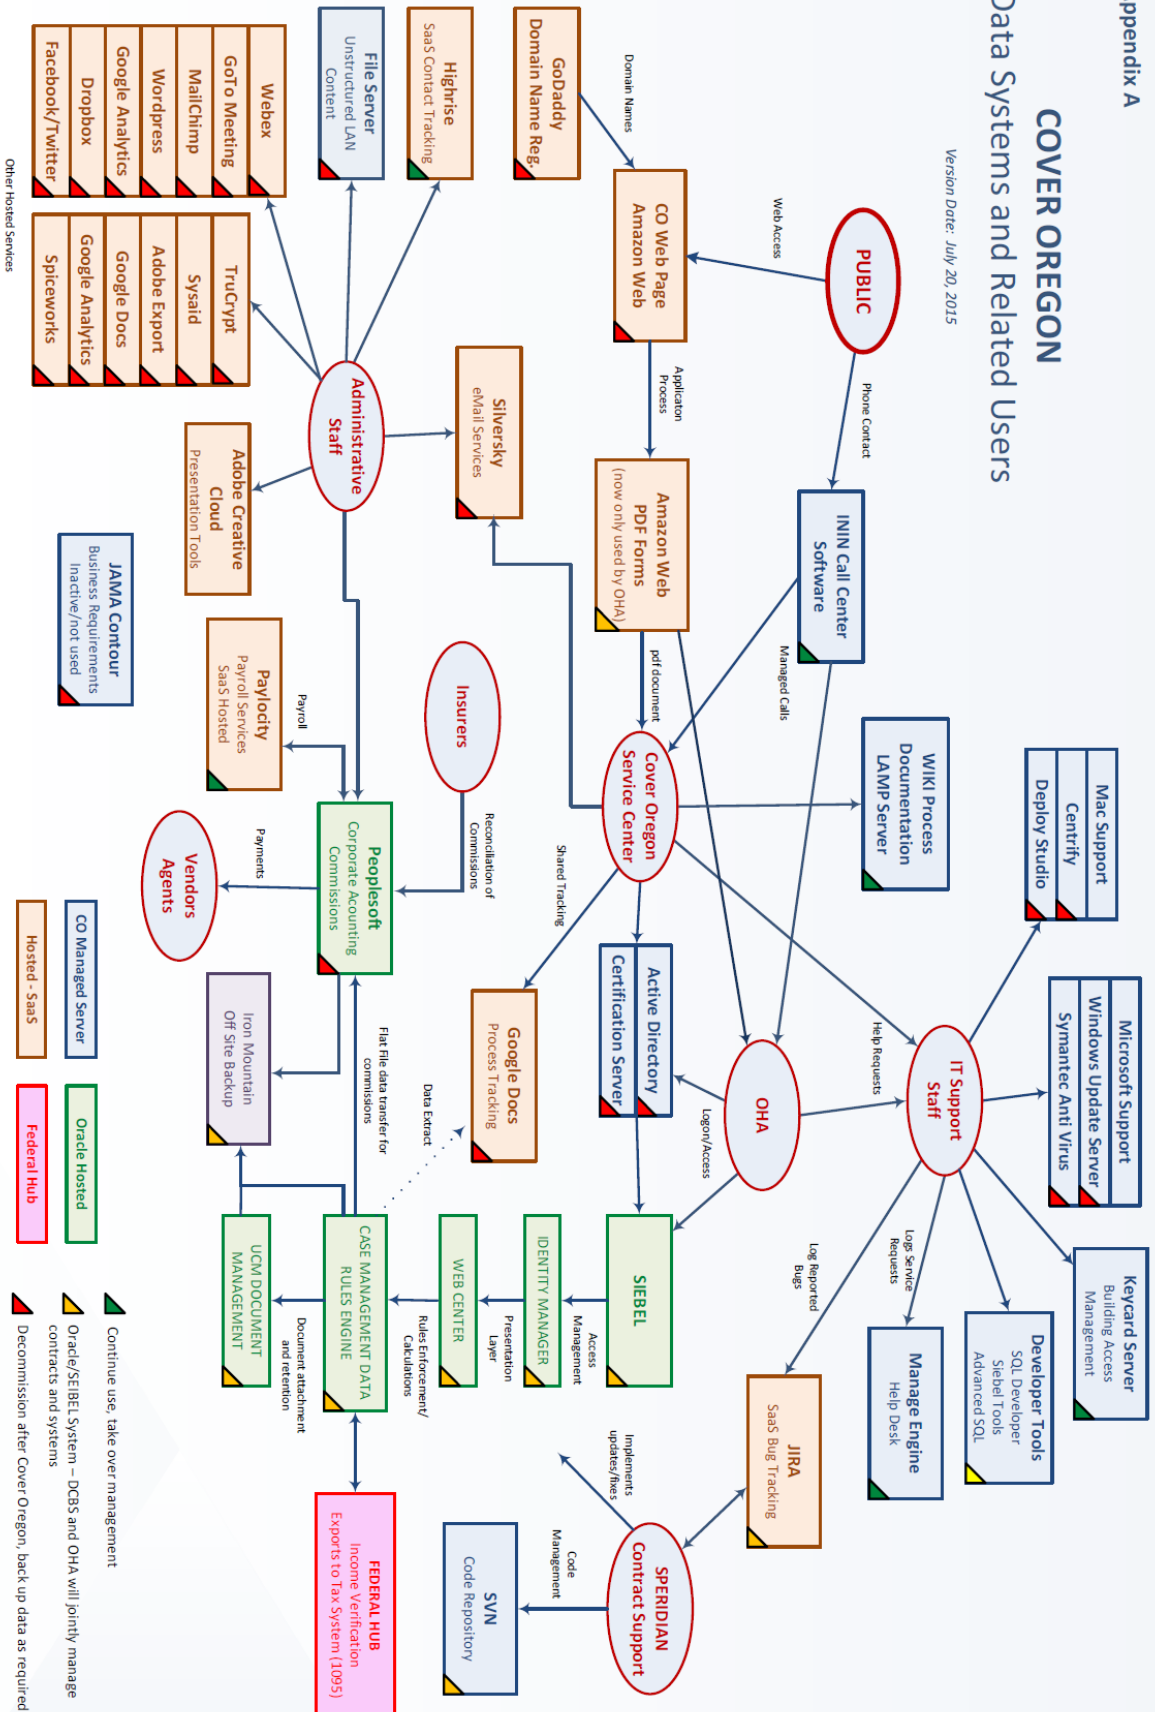 ppendix A
COVER OREGON
Data Systems and Related Users
Version Date:  July 20, 2015
PUBLIC
Web Access
Phone Contact
GoDaddy
Domain Name Reg.
Domain Names
CO Web Page
Amazon Web
Applicaton
Process
Amazon Web
PDF Forms
(now only used by OHA)
pdf document
ININ Call Center
Software
Managed Calls
WIKI Process
Documentation
LAMP Server
Mac Support
Centrify
Deploy Studio
Microsoft Support
Windows Update Server
Symantec Anti Virus
Keycard Server
Building Access
Management
Developer Tools
SQL Developer
Siebel Tools
Advanced SQL
Manage Engine
Help Desk
IT Support
Staff
Help Requests
Logs Service
Requests
Log Reported
Bugs
JIRA
SaaS Bug Tracking
OHA
Logon/Access
Cover Oregon
Service Center
Shared Tracking
Active Directory
Certification Server
SIEBEL
Access
Management
IDENTITY MANAGER
Presentation
Layer
WEB CENTER
Rules Enforcement/
Calculations
CASE MANAGEMENT DATA
RULES ENGINE
Document attachment
and retention
UCM DOCUMENT
MANAGEMENT
SPERIDIAN
Contract Support
Implements
updates/fixes
Code
Management
SVN
Code Repository
FEDERAL HUB
Income Verification
Exports to Tax System (1095)
Google Docs
Process Tracking
Data Extract
Flat File data transfer for
commissions
Highrise
SaaS Contact Tracking
File Server
Unstructured LAN
Content
Silversky
eMail Services
Administrative
Staff
Webex
GoTo Meeting
MailChimp
Wordpress
Google Analytics
Dropbox
Facebook/Twitter
TruCrypt
Sysaid
Adobe Export
Google Docs
Google Analytics
Spiceworks
Other Hosted Services
Adobe Creative
Cloud
Presentation Tools
JAMA Contour
Business Requirements
Inactive/not used
Insurers
Reconciliation of
Commissions
Paylocity
Payroll Services
SaaS Hosted
Payroll
Peoplesoft
Corporate Acounting
Commissions
Payments
Vendors
Agents
Iron Mountain
Off Site Backup
CO Managed Server
Oracle Hosted
Hosted - SaaS
Federal Hub
Continue use, take over management
Oracle/SEIBEL System – DCBS and OHA will jointly manage
contracts and systems
Decommission after Cover Oregon, back up data as required